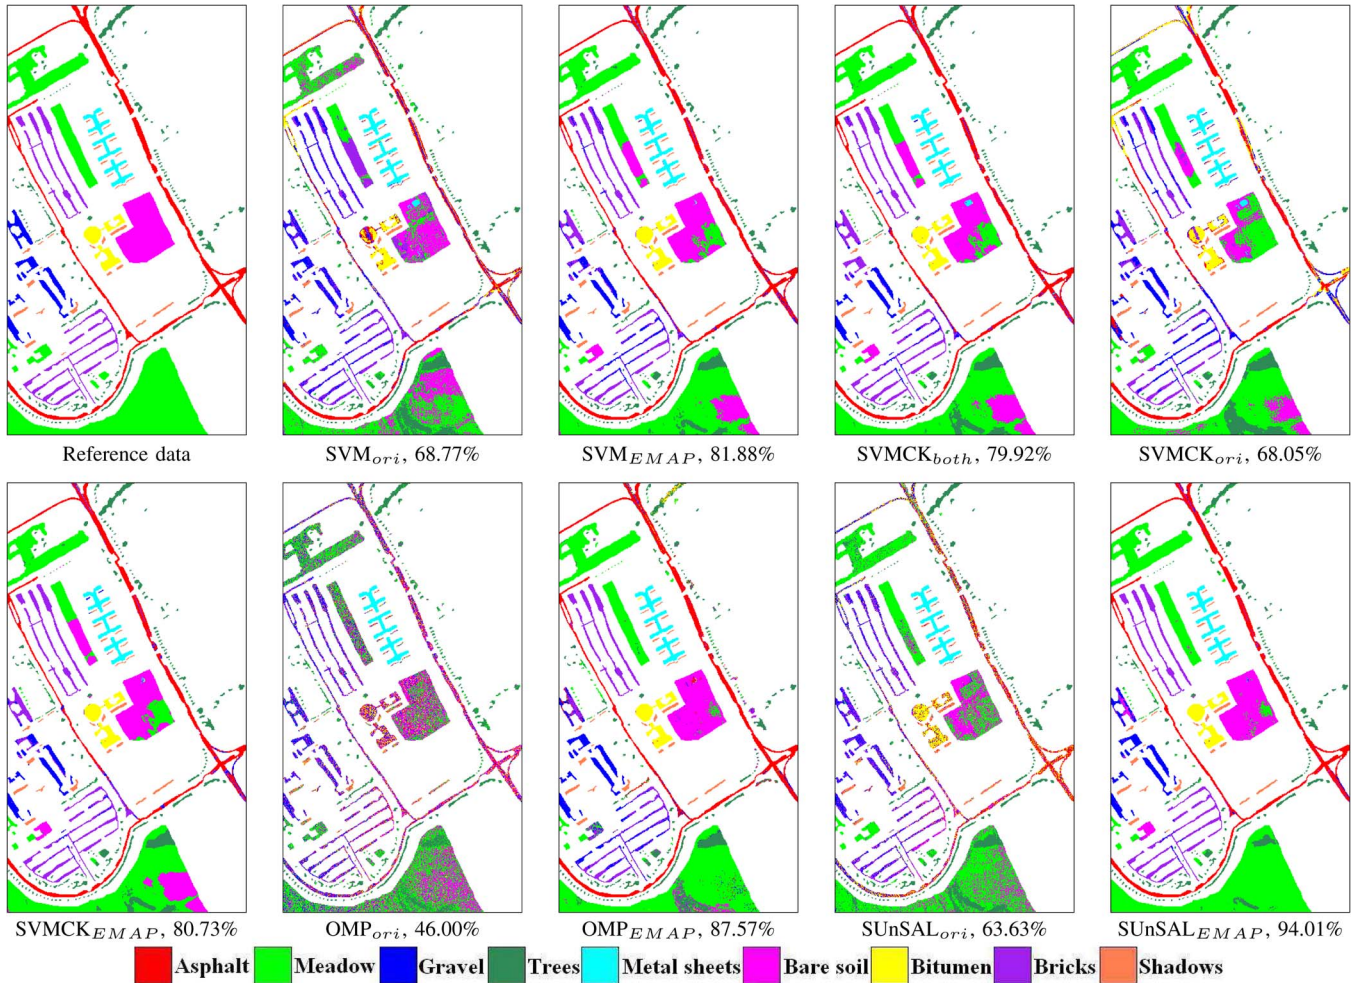 Reference data
SVM_ori, 68.77%
SVM_EMAP, 81.88%
SVMCK_both, 79.92%
SVMCK_ori, 68.05%
SVMCK_EMAP, 80.73%
OMP_ori, 46.00%
OMP_EMAP, 87.57%
SUnSAL_ori, 63.63%
SUnSAL_EMAP, 94.01%
Asphalt Meadow Gravel Trees Metal sheets Bare soil Bitumen Bricks Shadows